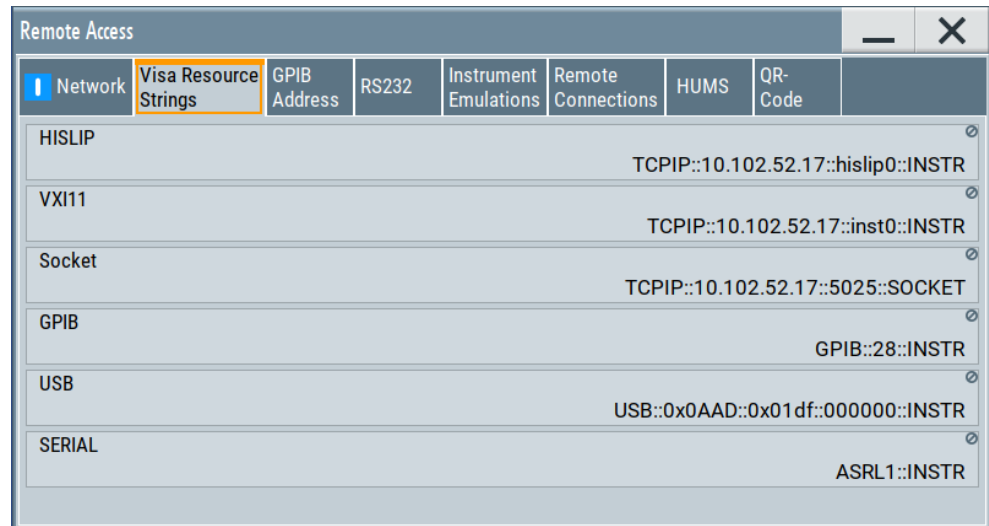 Remote Access
Network
Visa Resource
Strings
GPIB
Address
RS232
Instrument
Emulations
Remote
Connections
HUMS
QR-
Code
HISLIP
TCPIP::10.102.52.17::hislip0::INSTR
VXI11
TCPIP::10.102.52.17::inst0::INSTR
Socket
TCPIP::10.102.52.17::5025::SOCKET
GPIB
GPIB::28::INSTR
USB
USB::0x0AAD::0x01df::000000::INSTR
SERIAL
ASRL1::INSTR